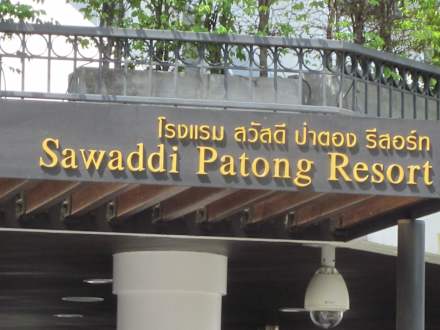 โรงแรม สวัสดี ป่าตอง รีสอร์ท
Sawaddi Patong Resort